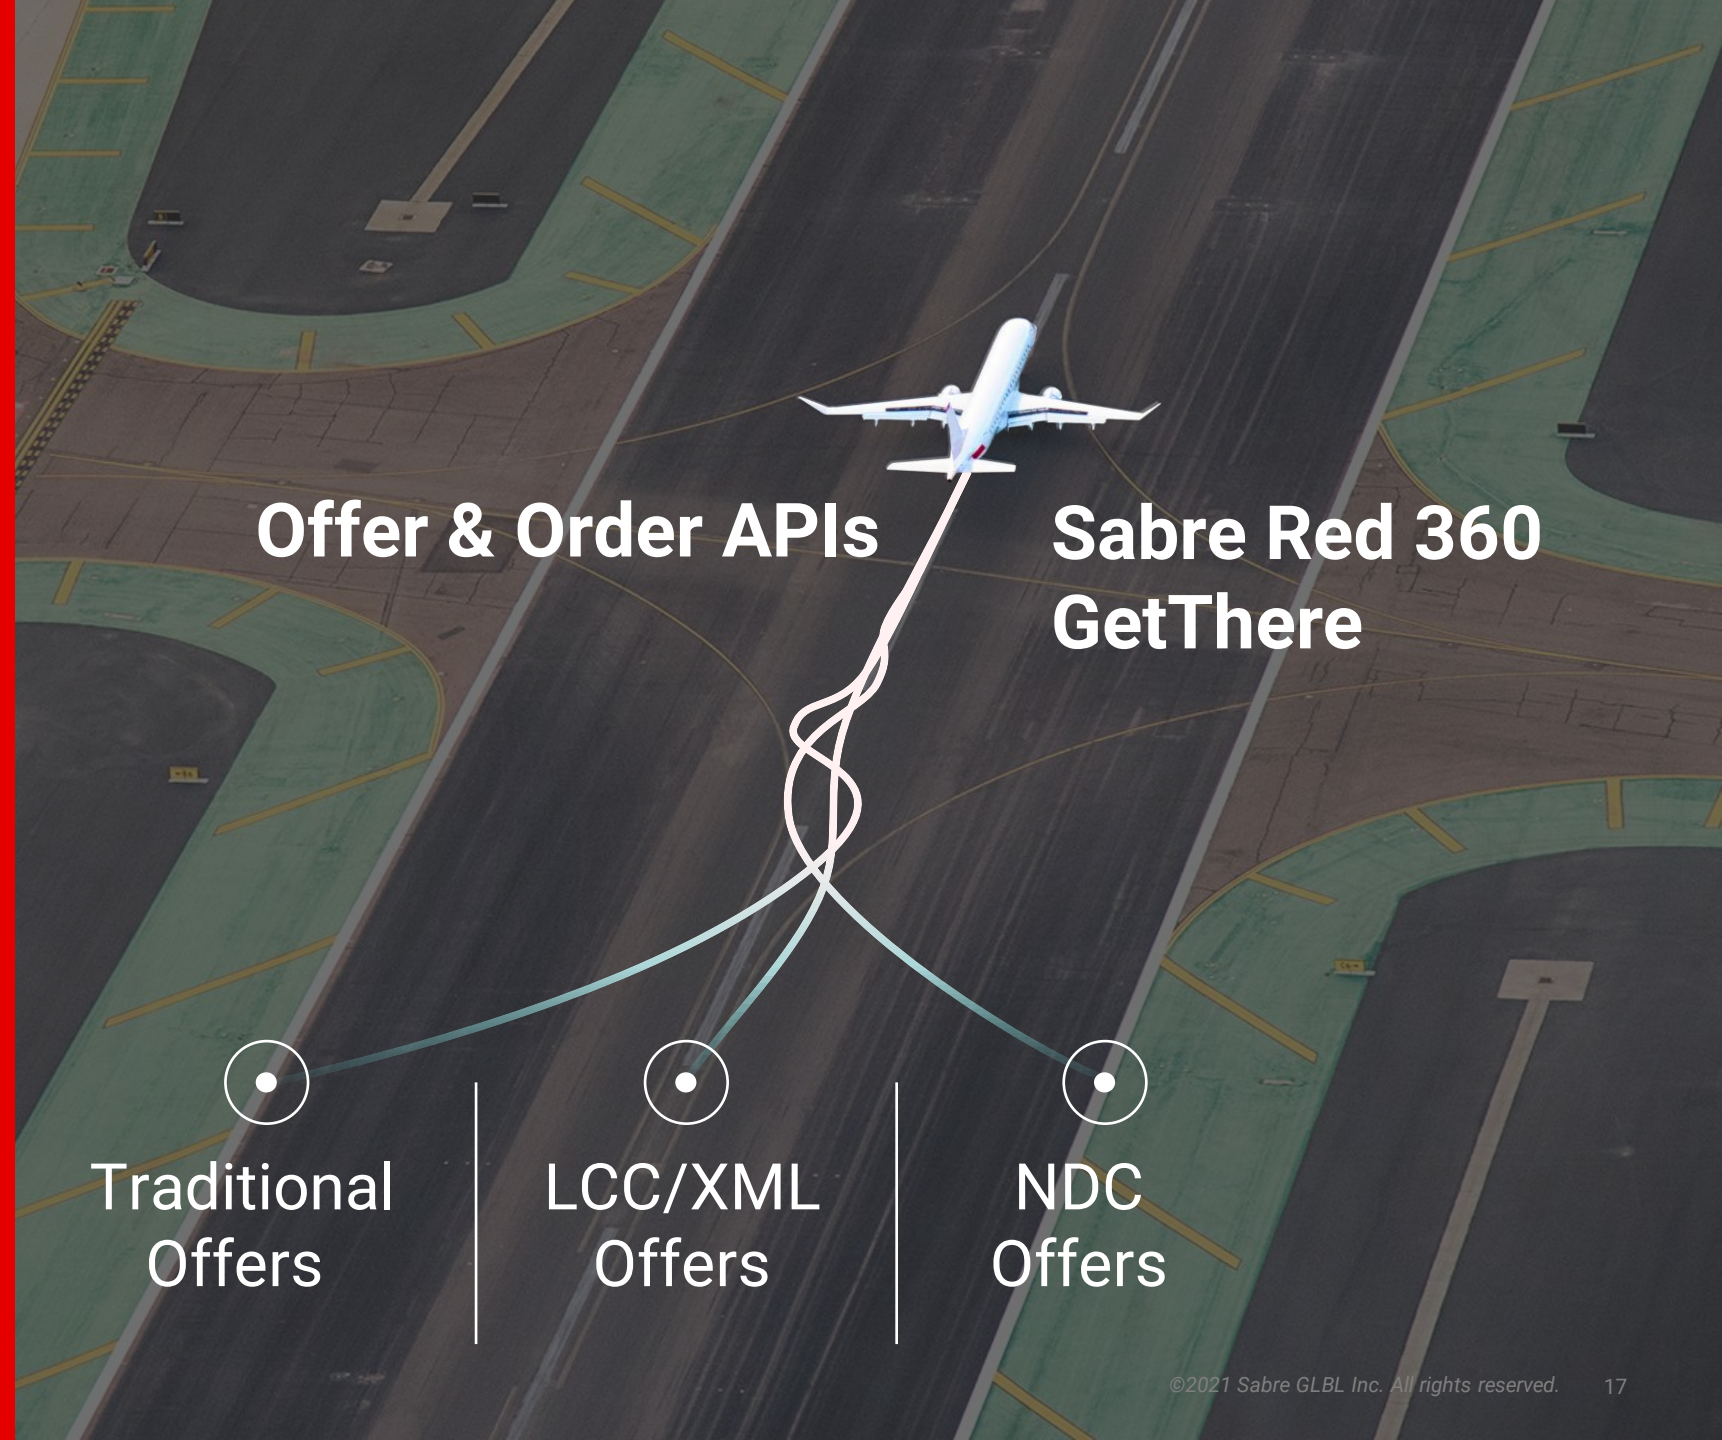 Offer & Order APIs
Sabre Red 360
GetThere
Traditional
Offers
LCC/XML
Offers
NDC
Offers
©2021 Sabre GLBL Inc. All rights reserved.
17